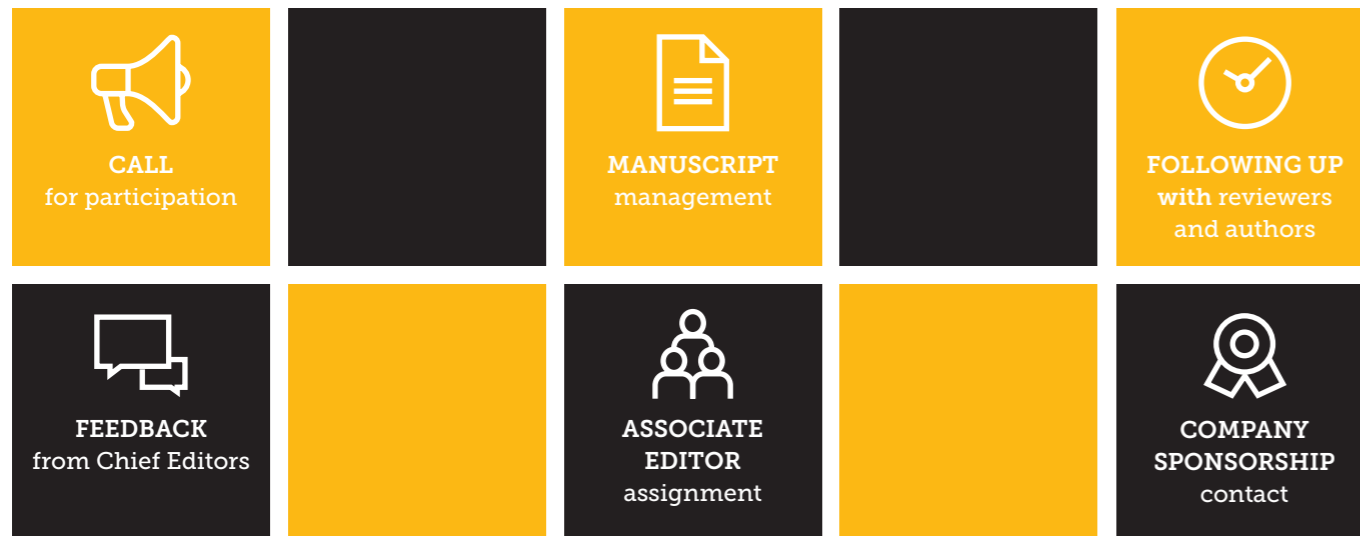 CALL
for participation
MANUSCRIPT
management
FOLLOWING UP
with reviewers
and authors
FEEDBACK
from Chief Editors
ASSOCIATE
EDITOR
assignment
COMPANY
SPONSORSHIP
contact